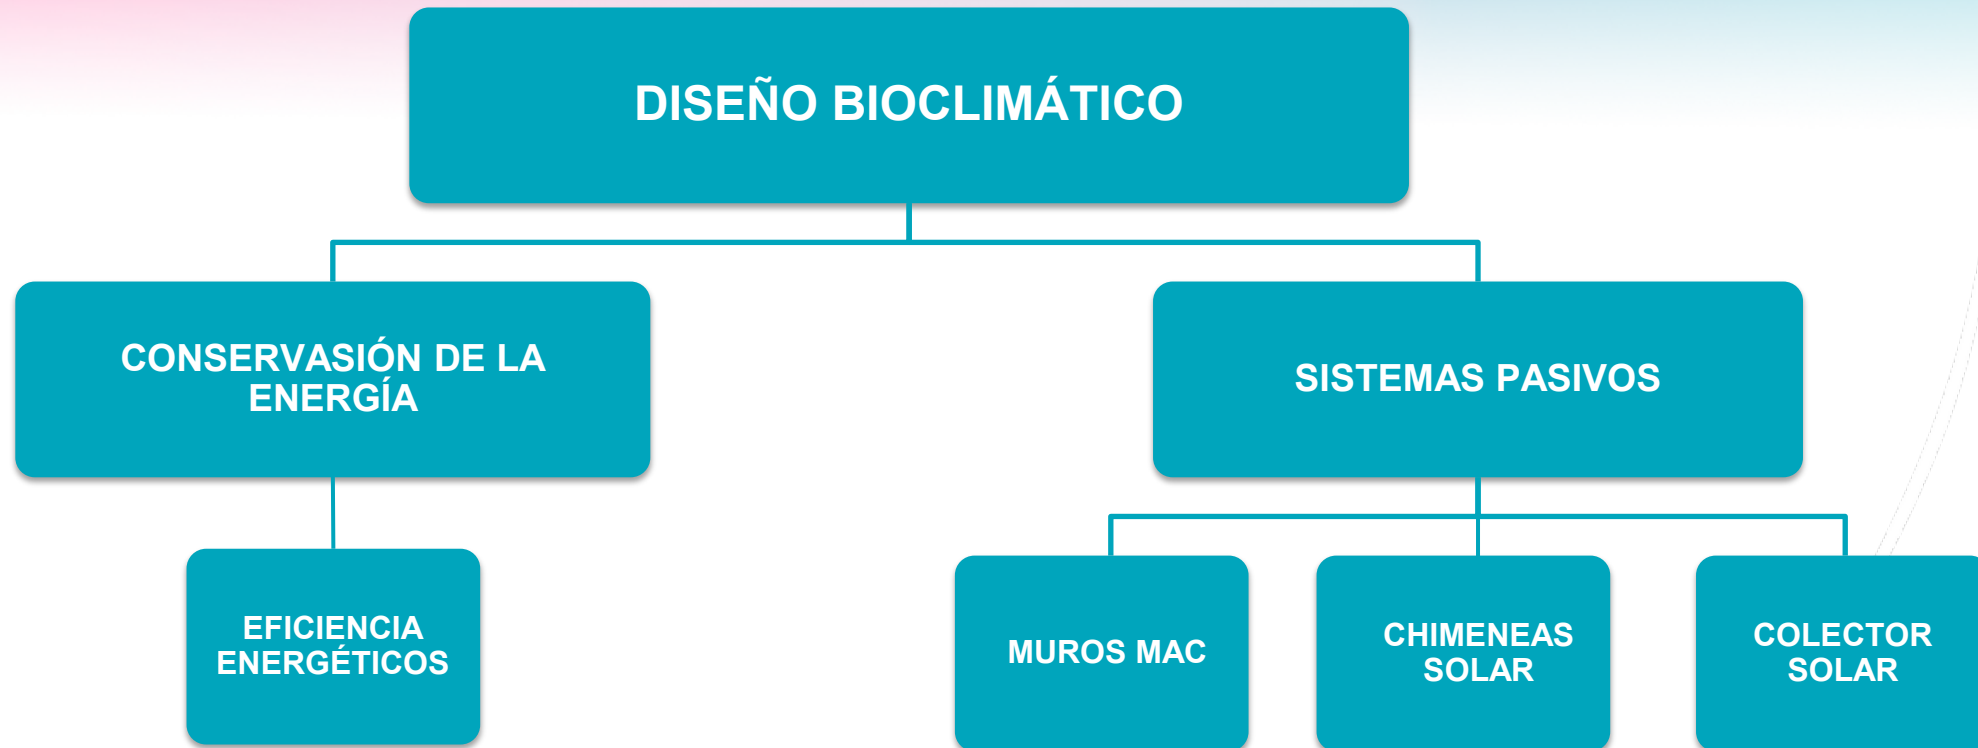 DISEÑO BIOCLIMÁTICO
CONSERVASIÓN DE LA
ENERGÍA
SISTEMAS PASIVOS
EFICIENCIA
ENERGÉTICOS
MUROS MAC
CHIMENEAS
SOLAR
COLECTOR
SOLAR